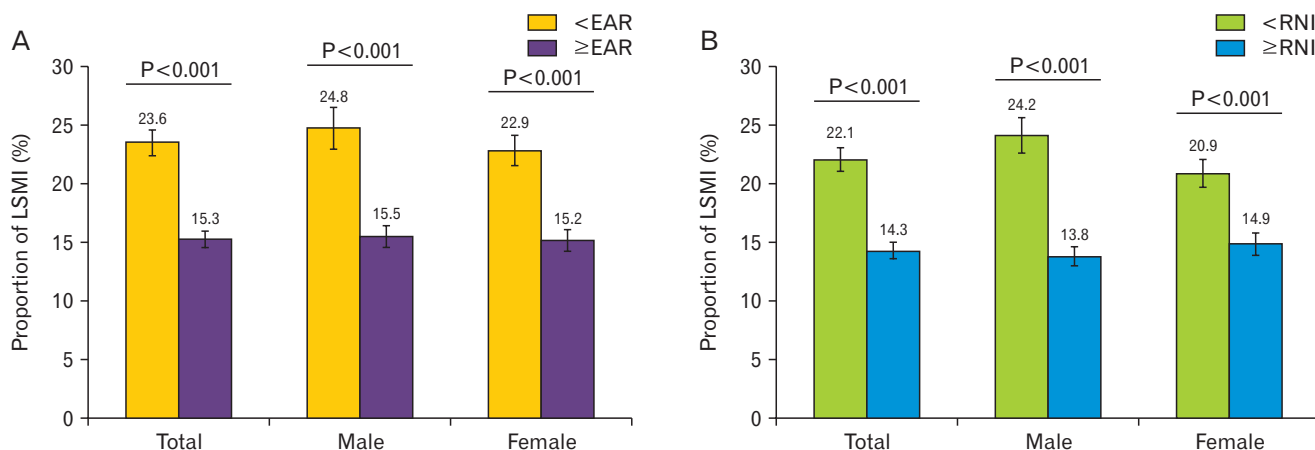 A
<EAR
≥EAR
Proportion of LSMI (%)
30
25
20
15
10
5
0
P<0.001
P<0.001
P<0.001
23.6
15.3
24.8
15.5
22.9
15.2
Total
Male
Female
B
<RNI
≥RNI
Proportion of LSMI (%)
30
25
20
15
10
5
0
P<0.001
P<0.001
P<0.001
22.1
14.3
24.2
13.8
20.9
14.9
Total
Male
Female